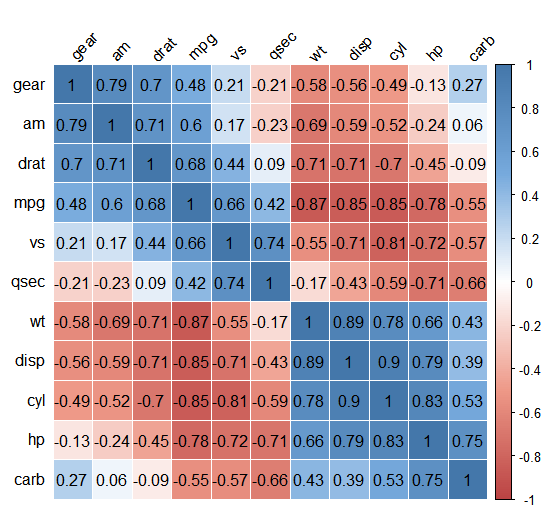 gear am drat mpg vs qsec wt disp cyl hp carb
gear 1 0.79 0.7 0.48 0.21 -0.21 -0.58 -0.56 -0.49 -0.13 0.27
am 0.79 1 0.71 0.6 0.17 -0.23 -0.69 -0.59 -0.52 -0.24 0.06
drat 0.7 0.71 1 0.68 0.44 0.09 -0.71 -0.71 -0.7 -0.45 -0.09
mpg 0.48 0.6 0.68 1 0.66 0.42 -0.87 -0.85 -0.85 -0.78 -0.55
vs 0.21 0.17 0.44 0.66 1 0.74 -0.55 -0.71 -0.81 -0.72 -0.57
qsec -0.21 -0.23 0.09 0.42 0.74 1 -0.17 -0.43 -0.59 -0.71 -0.66
wt -0.58 -0.69 -0.71 -0.87 -0.55 -0.17 1 0.89 0.78 0.66 0.43
disp -0.56 -0.59 -0.71 -0.85 -0.71 -0.43 0.89 1 0.9 0.79 0.39
cyl -0.49 -0.52 -0.7 -0.85 -0.81 -0.59 0.78 0.9 1 0.83 0.53
hp -0.13 -0.24 -0.45 -0.78 -0.72 -0.71 0.66 0.79 0.83 1 0.75
carb 0.27 0.06 -0.09 -0.55 -0.57 -0.66 0.43 0.39 0.53 0.75 1
1
0.8
0.6
0.4
0.2
0
-0.2
-0.4
-0.6
-0.8
-1